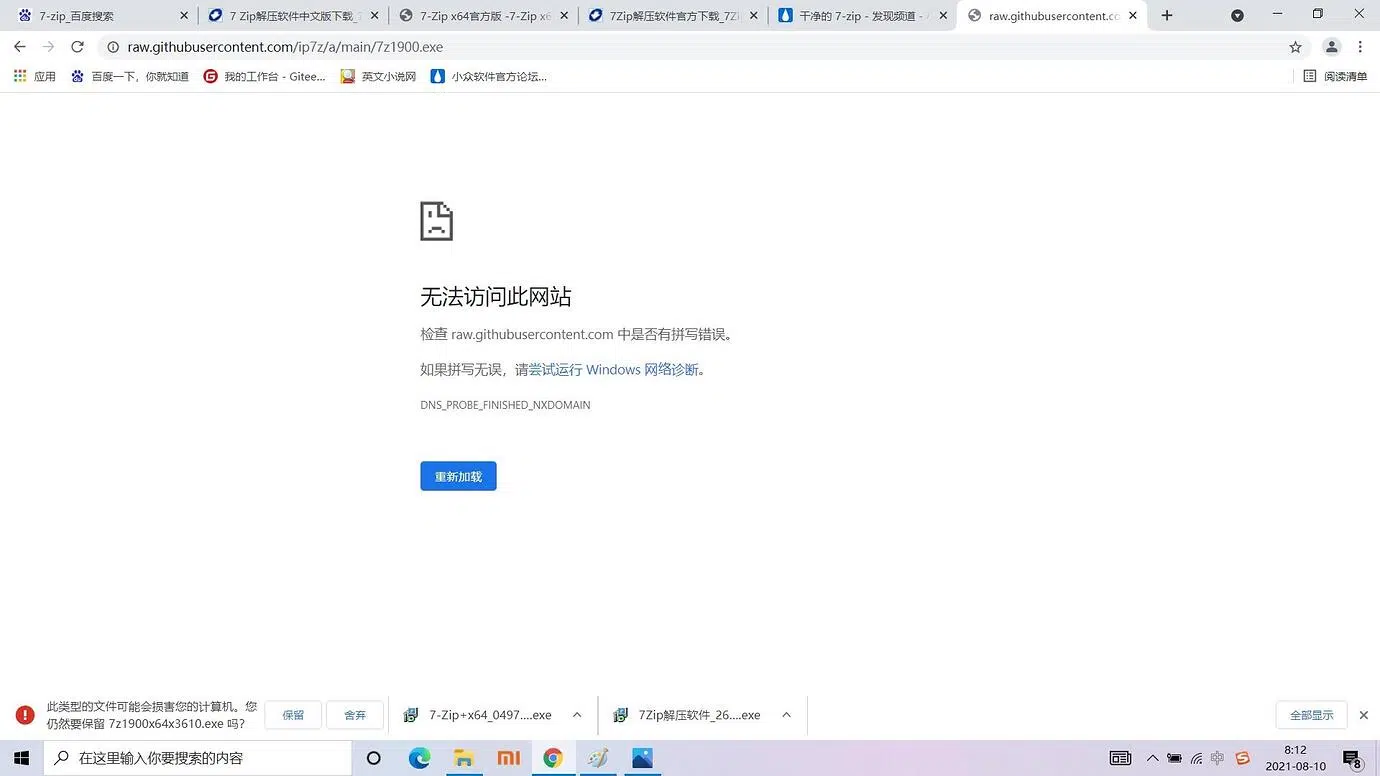 7-zip_百度搜索
7 Zip解压软件中文版下载_7
7-Zip x64官方版 -7-Zip x6
7Zip解压软件官方下载_7Zi
干净的 7-zip - 发现频道 -
raw.githubusercontent.co
raw.githubusercontent.com/ip7z/a/main/7z1900.exe
应用
百度一下，你就知道
我的工作台 - Gitee...
英文小说网
小众软件官方论坛...
阅读清单
无法访问此网站
检查 raw.githubusercontent.com 中是否有拼写错误。
如果拼写无误，请尝试运行 Windows 网络诊断。
DNS_PROBE_FINISHED_NXDOMAIN
重新加载
此类型的文件可能会损害您的计算机。您
仍然要保留 7z1900x64x3610.exe 吗?
保留
舍弃
7-Zip+x64_0497....exe
7Zip解压软件_26....exe
全部显示
在这里输入你要搜索的内容
8:12
2021-08-10
8